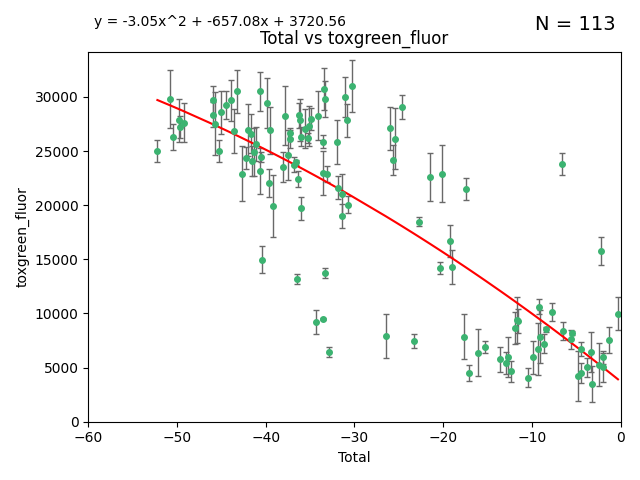 y = -3.05x^2 + -657.08x + 3720.56
N = 113
Total vs toxgreen_fluor
toxgreen_fluor
30000
25000
20000
15000
10000
5000
0
−60
−50
−40
−30
−20
−10
0
Total